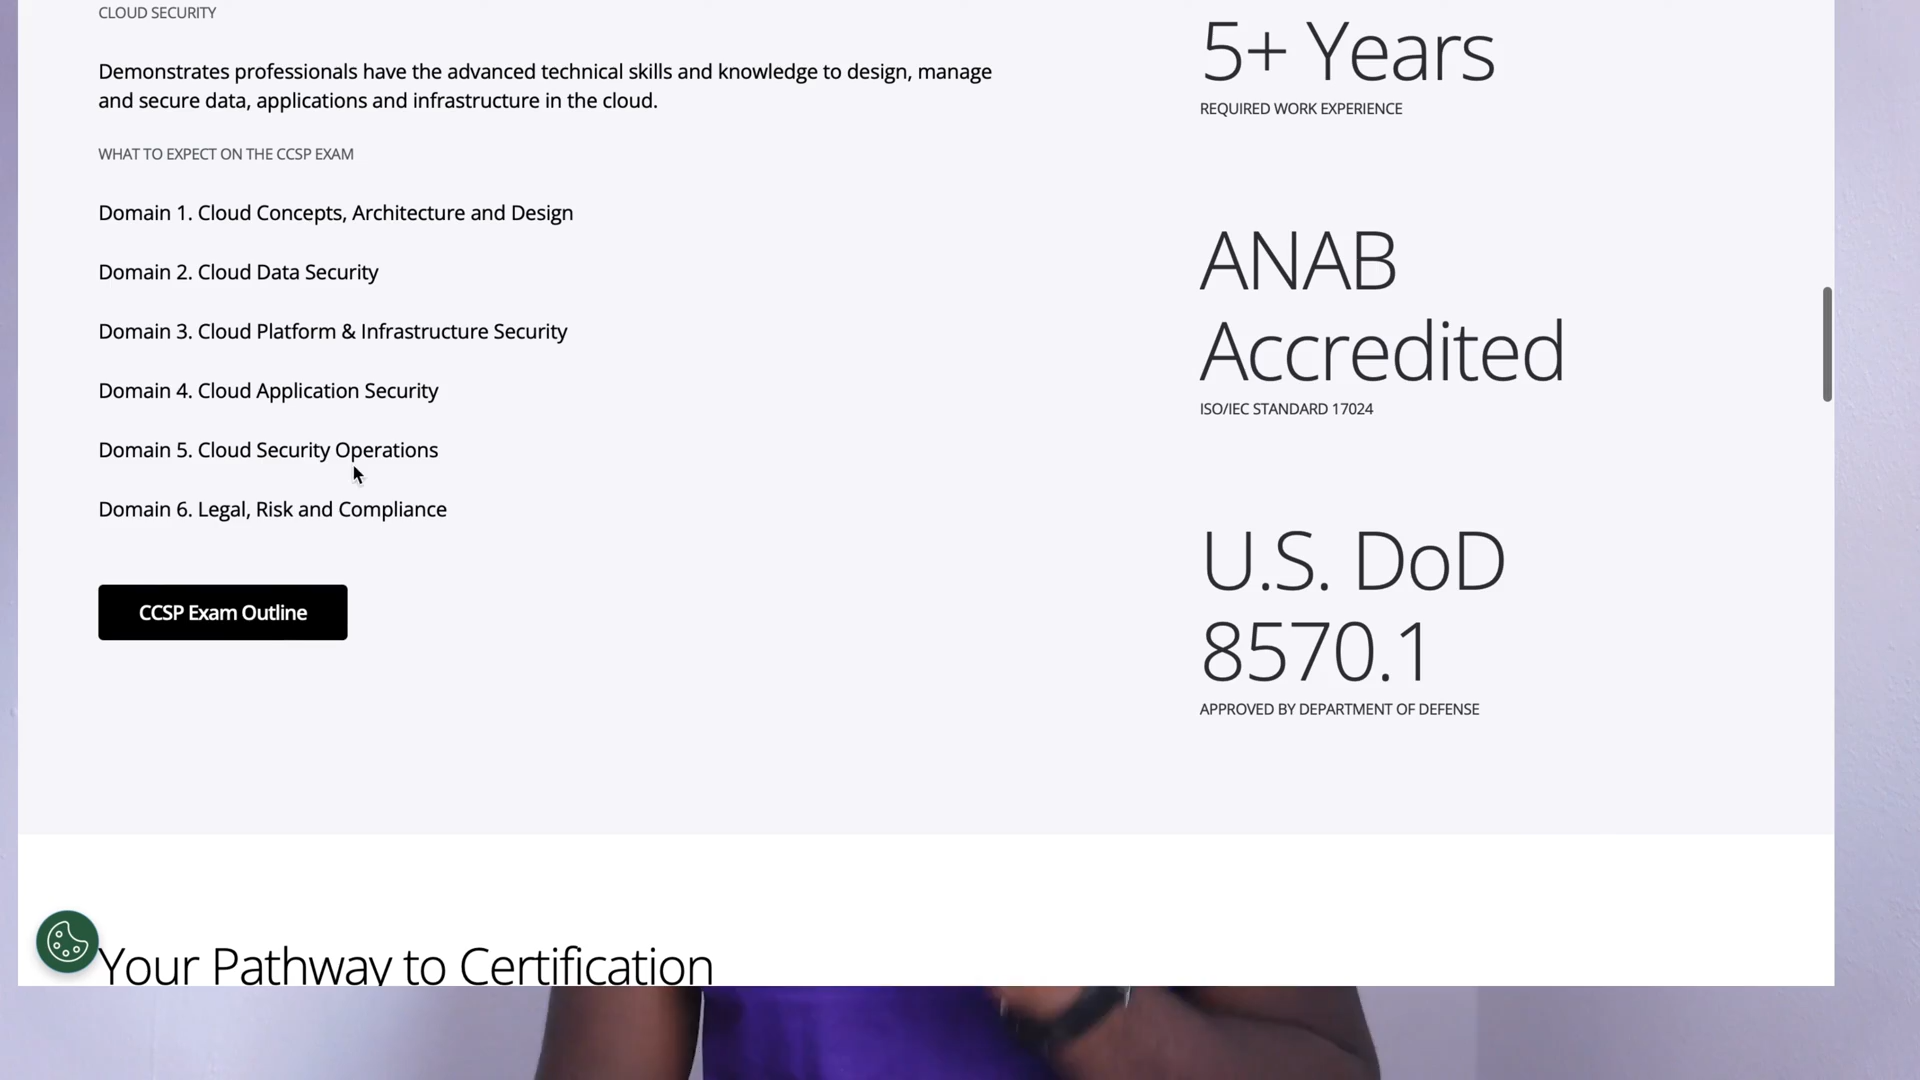 CLOUD SECURITY
Demonstrates professionals have the advanced technical skills and knowledge to design, manage
and secure data, applications and infrastructure in the cloud.
WHAT TO EXPECT ON THE CCSP EXAM
Domain 1. Cloud Concepts, Architecture and Design
Domain 2. Cloud Data Security
Domain 3. Cloud Platform & Infrastructure Security
Domain 4. Cloud Application Security
Domain 5. Cloud Security Operations
Domain 6. Legal, Risk and Compliance
CCSP Exam Outline
5+ Years
REQUIRED WORK EXPERIENCE
ANAB
Accredited
ISO/IEC STANDARD 17024
U.S. DoD
8570.1
APPROVED BY DEPARTMENT OF DEFENSE
Your Pathway to Certification